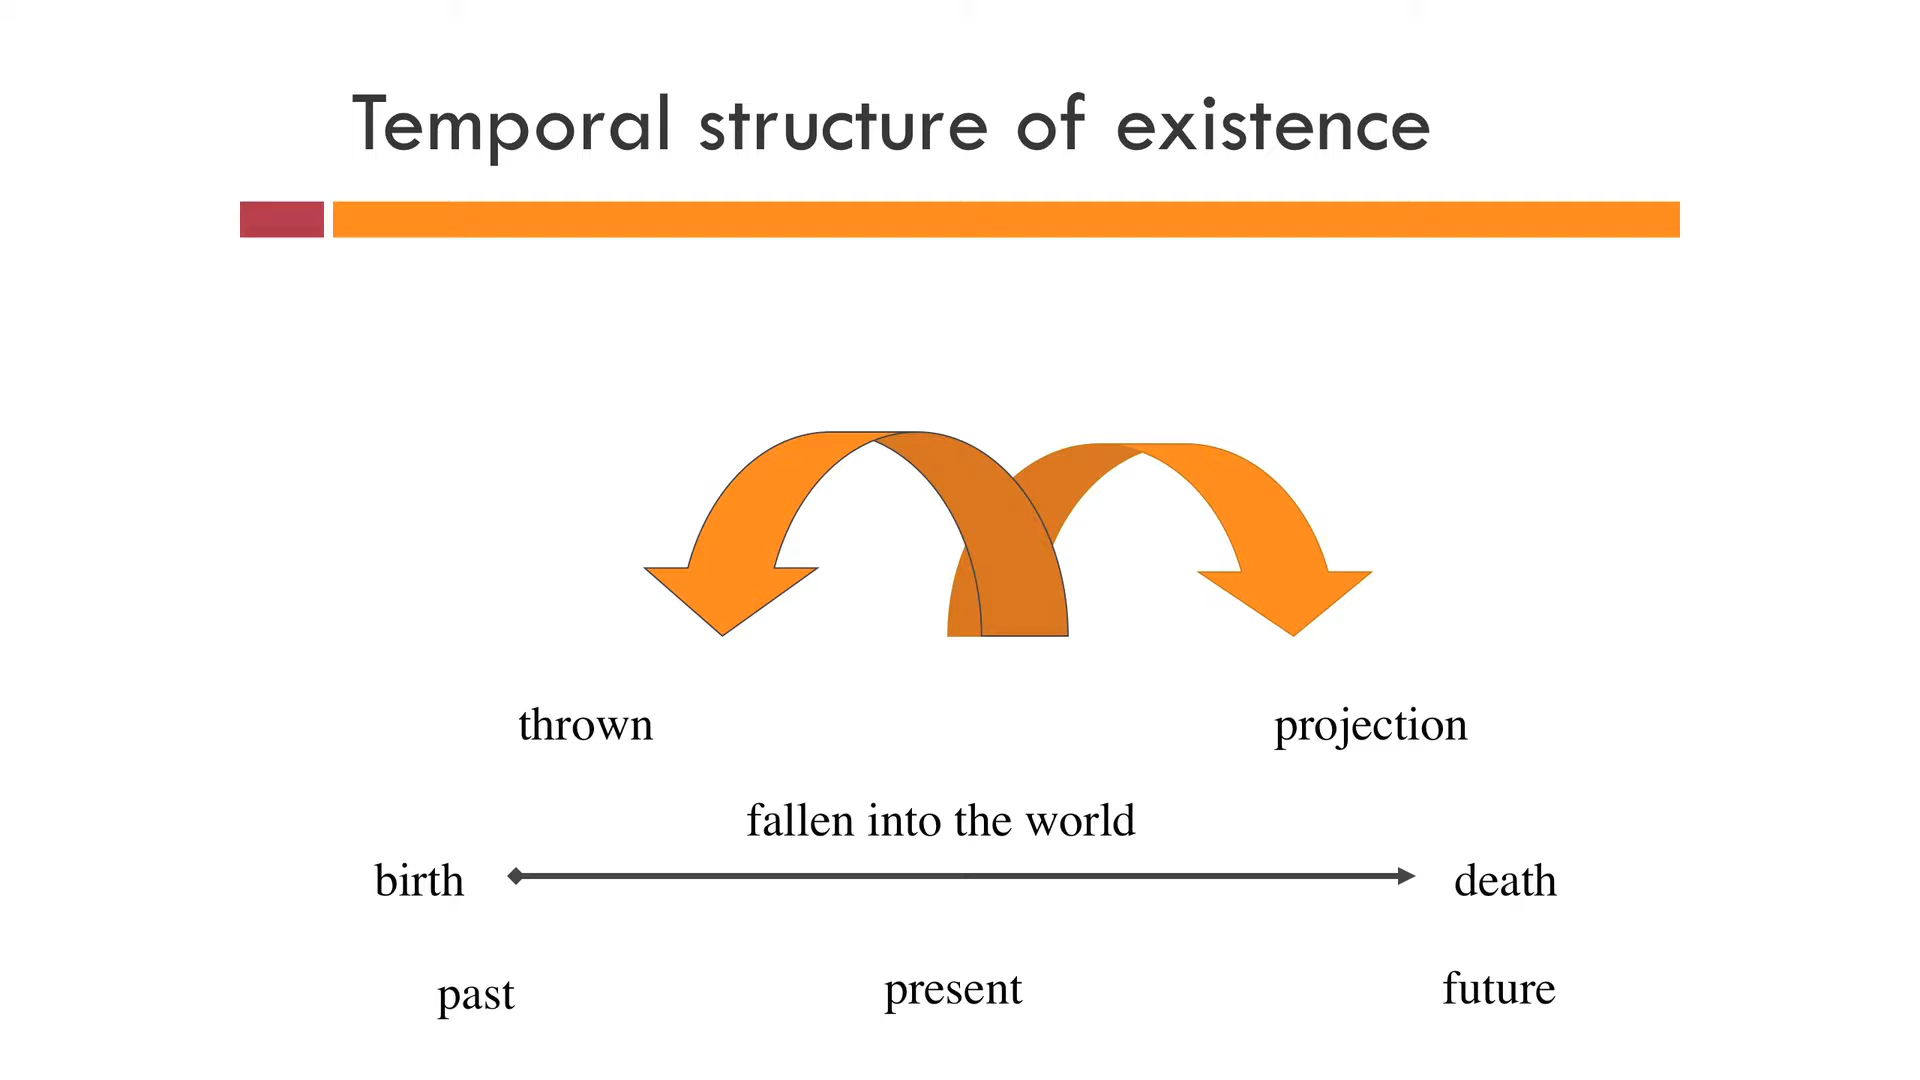 Temporal structure of existence
thrown
projection
fallen into the world
birth
death
past
present
future